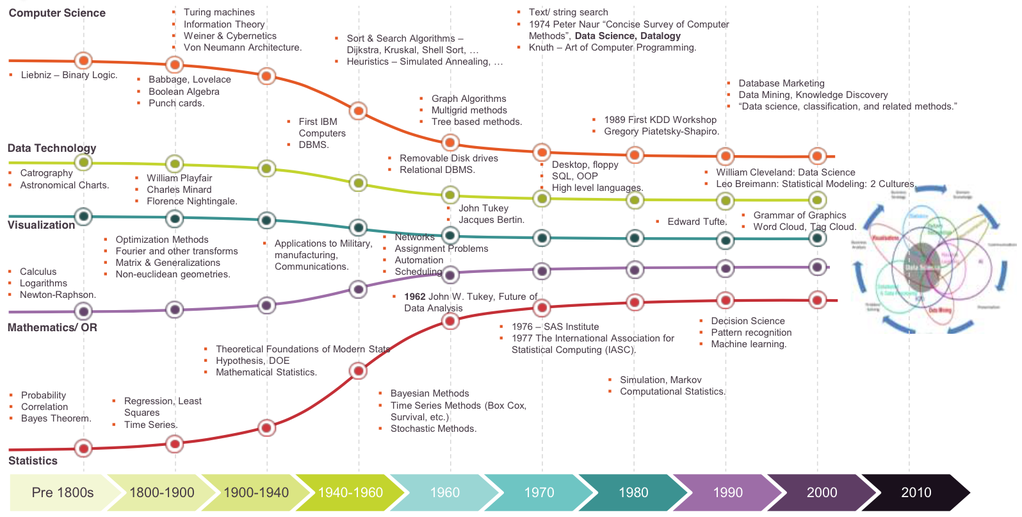 Computer Science
Turing machines
Information Theory
Weiner & Cybernetics
Von Neumann Architecture.
Sort & Search Algorithms –
Dijkstra, Kruskal, Shell Sort, …
Heuristics – Simulated Annealing, …
Text/ string search
1974 Peter Naur “Concise Survey of Computer
Methods”, Data Science, Datalogy
Knuth – Art of Computer Programming.
Liebniz – Binary Logic.
Babbage, Lovelace
Boolean Algebra
Punch cards.
First IBM
Computers
DBMS.
Graph Algorithms
Multigrid methods
Tree based methods.
1989 First KDD Workshop
Gregory Piatetsky-Shapiro.
Database Marketing
Data Mining, Knowledge Discovery
“Data science, classification, and related methods.”
Data Technology
Catrography
Astronomical Charts.
William Playfair
Charles Minard
Florence Nightingale.
Removable Disk drives
Relational DBMS.
Desktop, floppy
SQL, OOP
High level languages.
William Cleveland: Data Science
Leo Breimann: Statistical Modeling: 2 Cultures.
John Tukey
Jacques Bertin.
Edward Tufte.
Grammar of Graphics
Word Cloud, Tag Cloud.
Visualization
Optimization Methods
Fourier and other transforms
Matrix & Generalizations
Non-euclidean geometries.
Applications to Military,
manufacturing,
Communications.
Networks
Assignment Problems
Automation
Scheduling
Calculus
Logarithms
Newton-Raphson.
1962 John W. Tukey, Future of
Data Analysis
Mathematics/ OR
Theoretical Foundations of Modern Stats
Hypothesis, DOE
Mathematical Statistics.
1976 – SAS Institute
1977 The International Association for
Statistical Computing (IASC).
Decision Science
Pattern recognition
Machine learning.
Probability
Correlation
Bayes Theorem.
Regression, Least
Squares
Time Series.
Bayesian Methods
Time Series Methods (Box Cox,
Survival, etc.)
Stochastic Methods.
Simulation, Markov
Computational Statistics.
Statistics
Visualisation
Data Science
AI
KDD
Data Mining
Pre 1800s
1800-1900
1900-1940
1940-1960
1960
1970
1980
1990
2000
2010